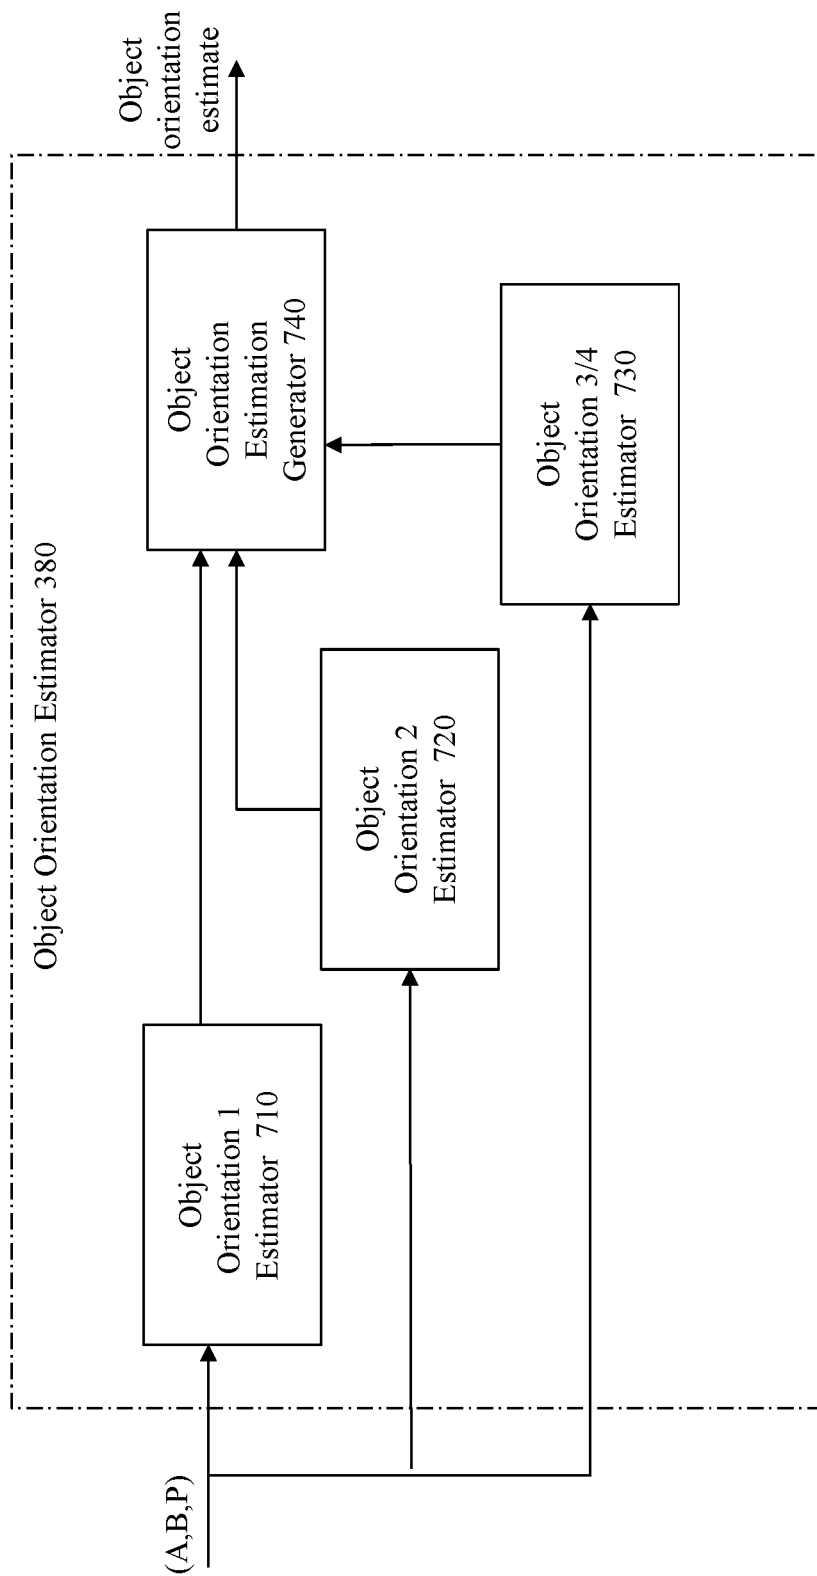 Object Orientation Estimator 380
(A,B,P)
Object
Orientation 1
Estimator 710
Object
Orientation 2
Estimator 720
Object
Orientation 3/4
Estimator 730
Object
Orientation
Estimation
Generator 740
Object
orientation
estimate